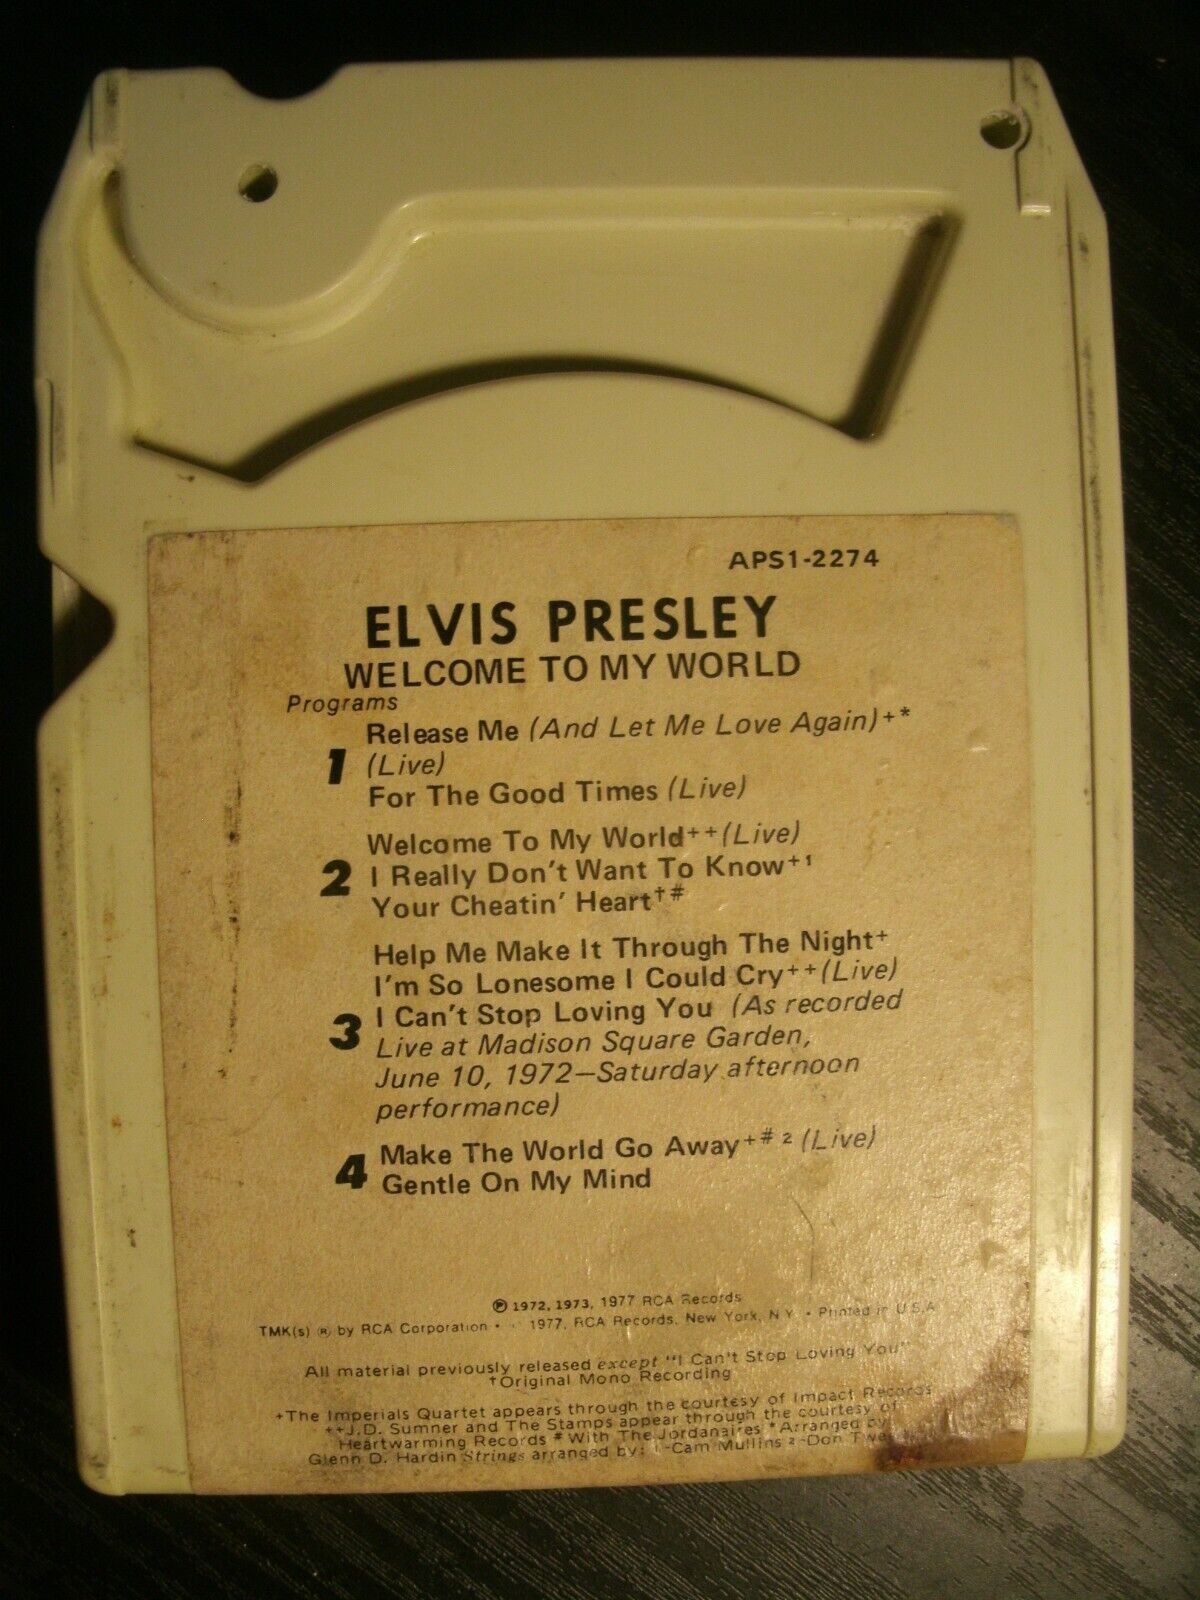 APS1-2274
ELVIS PRESLEY
WELCOME TO MY WORLD
Programs
1
Release Me (And Let Me Love Again)+*
(Live)
For The Good Times (Live)
2
Welcome To My World++(Live)
I Really Don't Want To Know+1
Your Cheatin' Heart†#
3
Help Me Make It Through The Night+
I'm So Lonesome I Could Cry++(Live)
I Can't Stop Loving You (As recorded
Live at Madison Square Garden,
June 10, 1972—Saturday afternoon
performance)
4
Make The World Go Away+# 2 (Live)
Gentle On My Mind
℗ 1972, 1973, 1977 RCA Records
TMK(s) ® by RCA Corporation • 1977, RCA Records, New York, N.Y. • Printed in U.S.A.
All material previously released except "I Can't Stop Loving You"
†Original Mono Recording
+The Imperials Quartet appears through the courtesy of Impact Records
++J.D. Sumner and The Stamps appear through the courtesy of
Heartwarming Records # With The Jordanaires *Arranged by
Glenn D. Hardin Strings arranged by: 1-Cam Mullins 2-Don